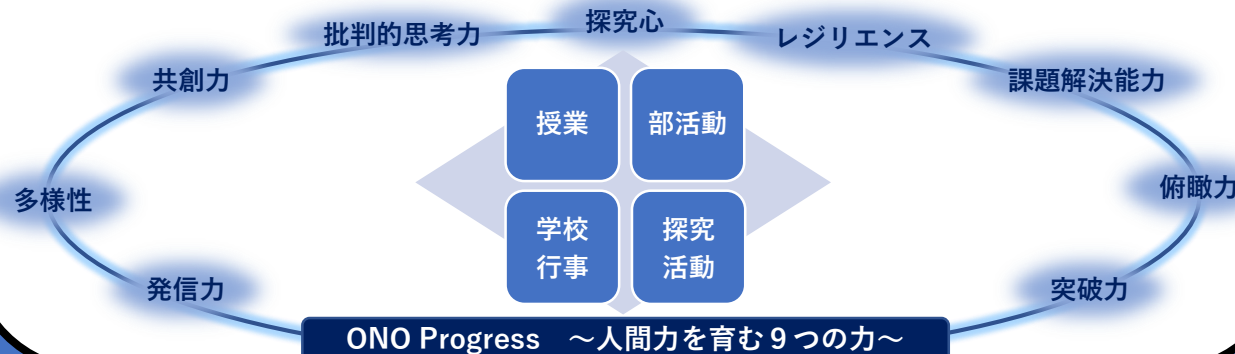 探究心
批判的思考力
レジリエンス
共創力
課題解決能力
授業
部活動
多様性
俯瞰力
学校
行事
探究
活動
発信力
突破力
ONO Progress　～人間力を育む９つの力～